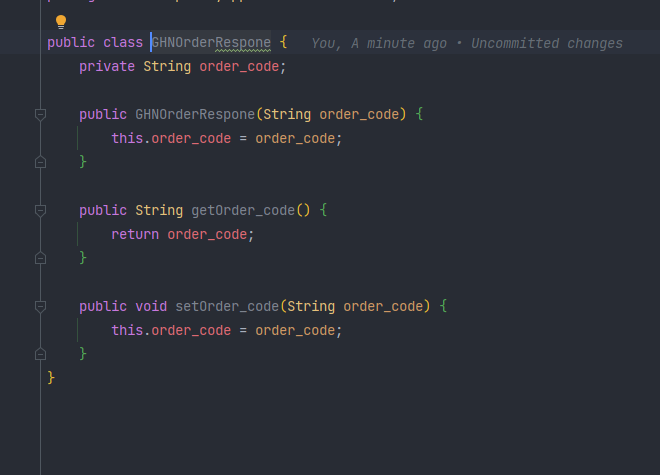 public class GHNOrderRespone { You, A minute ago • Uncommitted changes
private String order_code;
public GHNOrderRespone(String order_code) {
this.order_code = order_code;
}
public String getOrder_code() {
return order_code;
}
public void setOrder_code(String order_code) {
this.order_code = order_code;
}
}